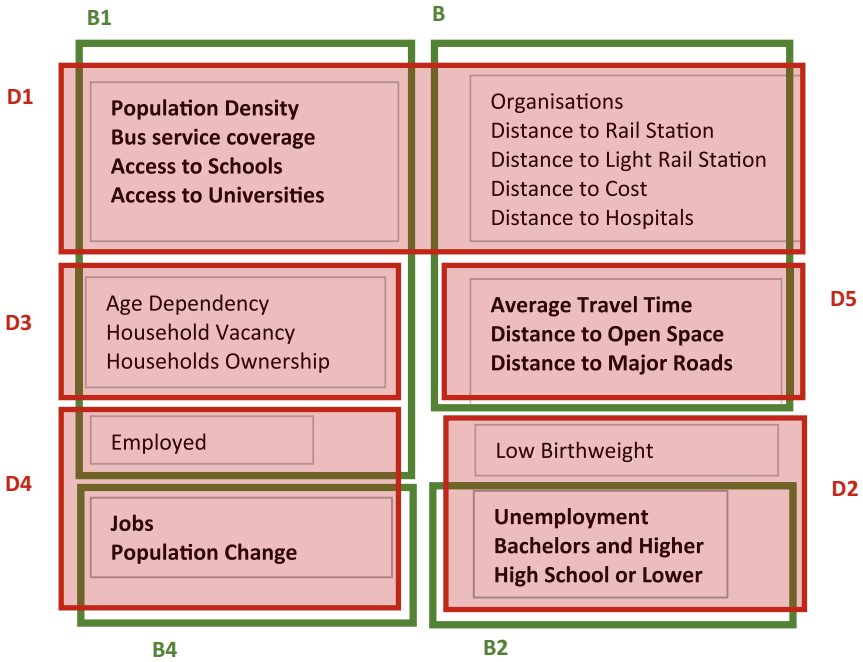 B1
B
D1
Population Density
Bus service coverage
Access to Schools
Access to Universities
Organisations
Distance to Rail Station
Distance to Light Rail Station
Distance to Cost
Distance to Hospitals
D3
Age Dependency
Household Vacancy
Households Ownership
Average Travel Time
Distance to Open Space
Distance to Major Roads
D5
D4
Employed
Jobs
Population Change
Low Birthweight
Unemployment
Bachelors and Higher
High School or Lower
D2
B4
B2